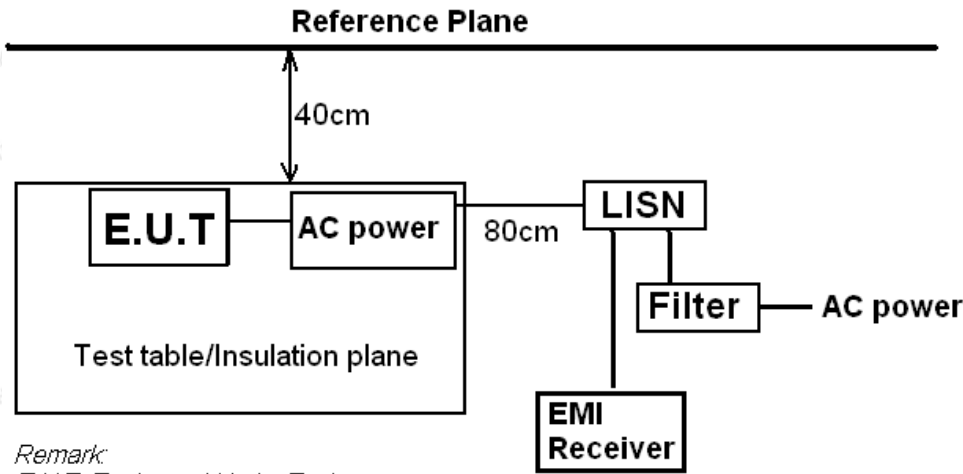 Reference Plane
40cm
E.U.T
AC power
80cm
LISN
Filter
AC power
Test table/Insulation plane
EMI
Receiver
Remark: